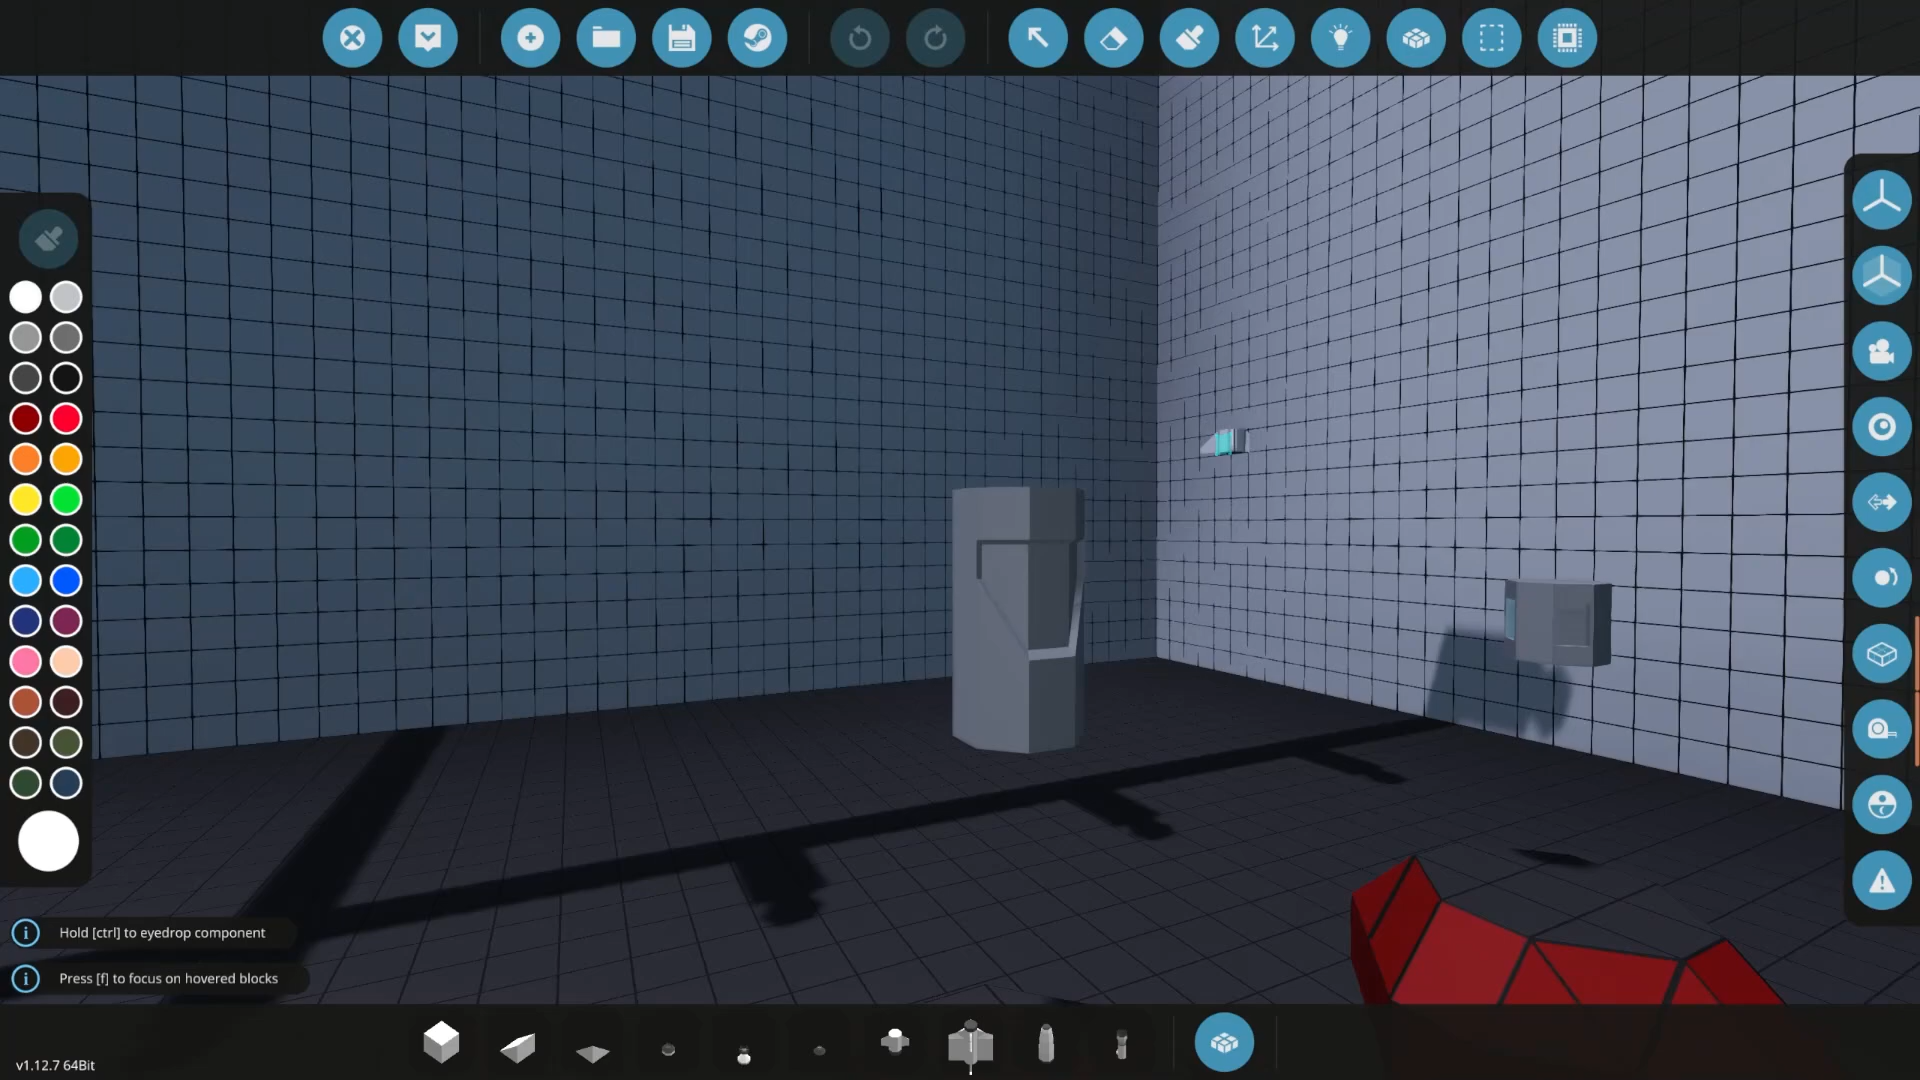 Hold [ctrl] to eyedrop component
Press [f] to focus on hovered blocks
v1.12.7 64Bit